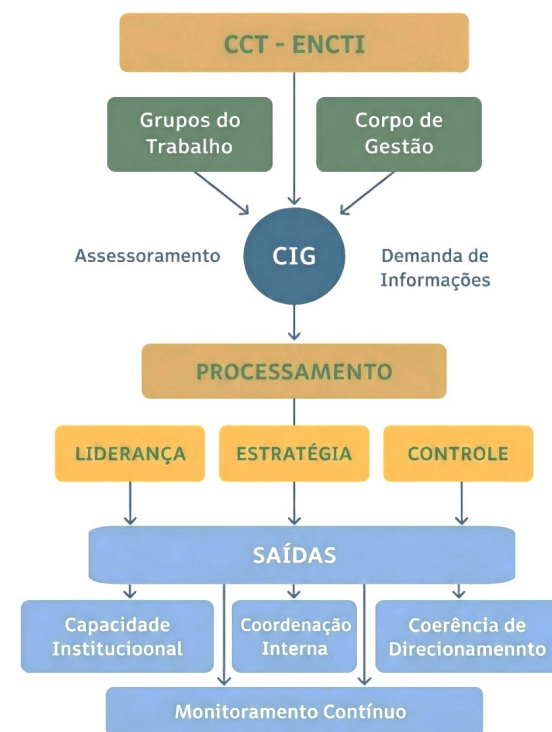 CCT - ENCTI
Grupos do
Trabalho
Corpo de
Gestão
Assessoramento
CIG
Demanda de
Informações
PROCESSAMENTO
LIDERANÇA
ESTRATÉGIA
CONTROLE
SAÍDAS
Capacidade
Institucioonal
Coordenação
Interna
Coerência de
Direcionamennto
Monitoramento Contínuo